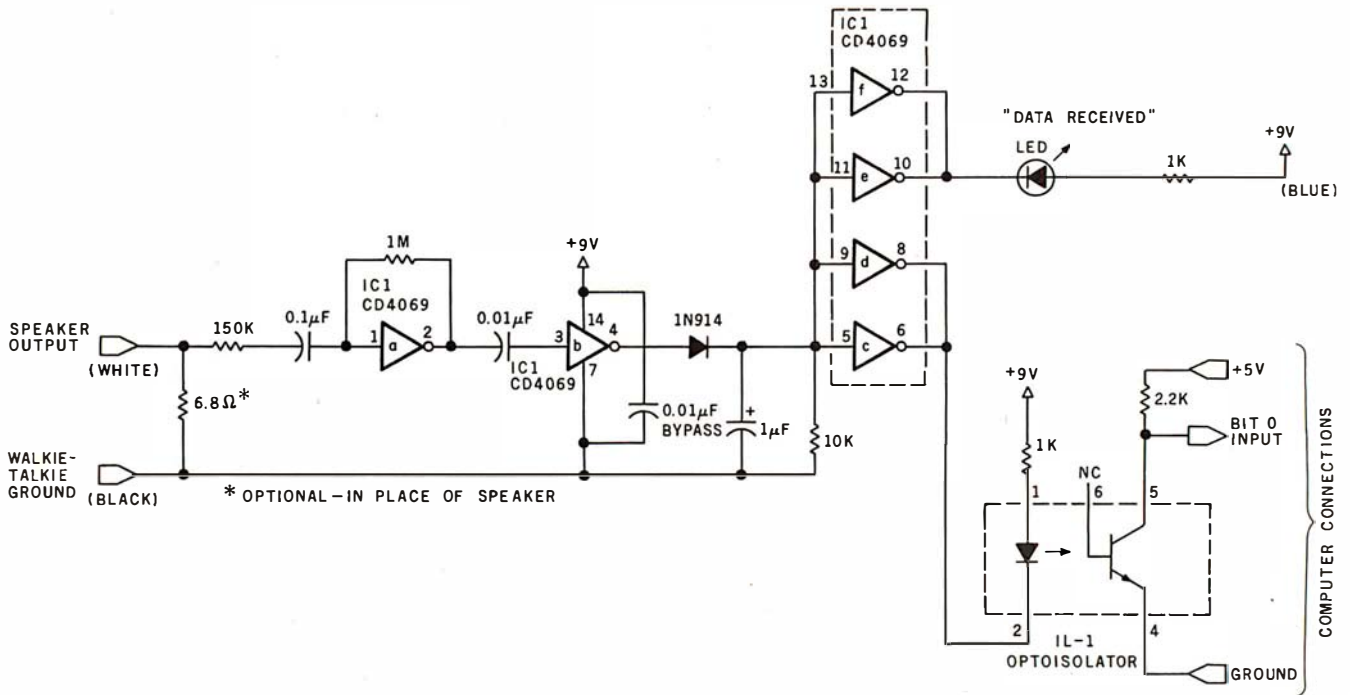 IC1
CD4069
13
f
12
11
e
10
9
d
8
5
c
6
"DATA RECEIVED"
LED
1K
+9V
(BLUE)
SPEAKER
OUTPUT
(WHITE)
150K
0.1µF
6.8Ω*
1M
IC1
CD4069
1
a
2
0.01µF
+9V
14
3
b
4
7
IC1
CD4069
0.01µF
BYPASS
1N914
+
1µF
10K
WALKIE-
TALKIE
GROUND
(BLACK)
* OPTIONAL—IN PLACE OF SPEAKER
+9V
1K
NC
1
6
5
2
4
IL-1
OPTOISOLATOR
+5V
2.2K
BIT 0
INPUT
GROUND
COMPUTER CONNECTIONS